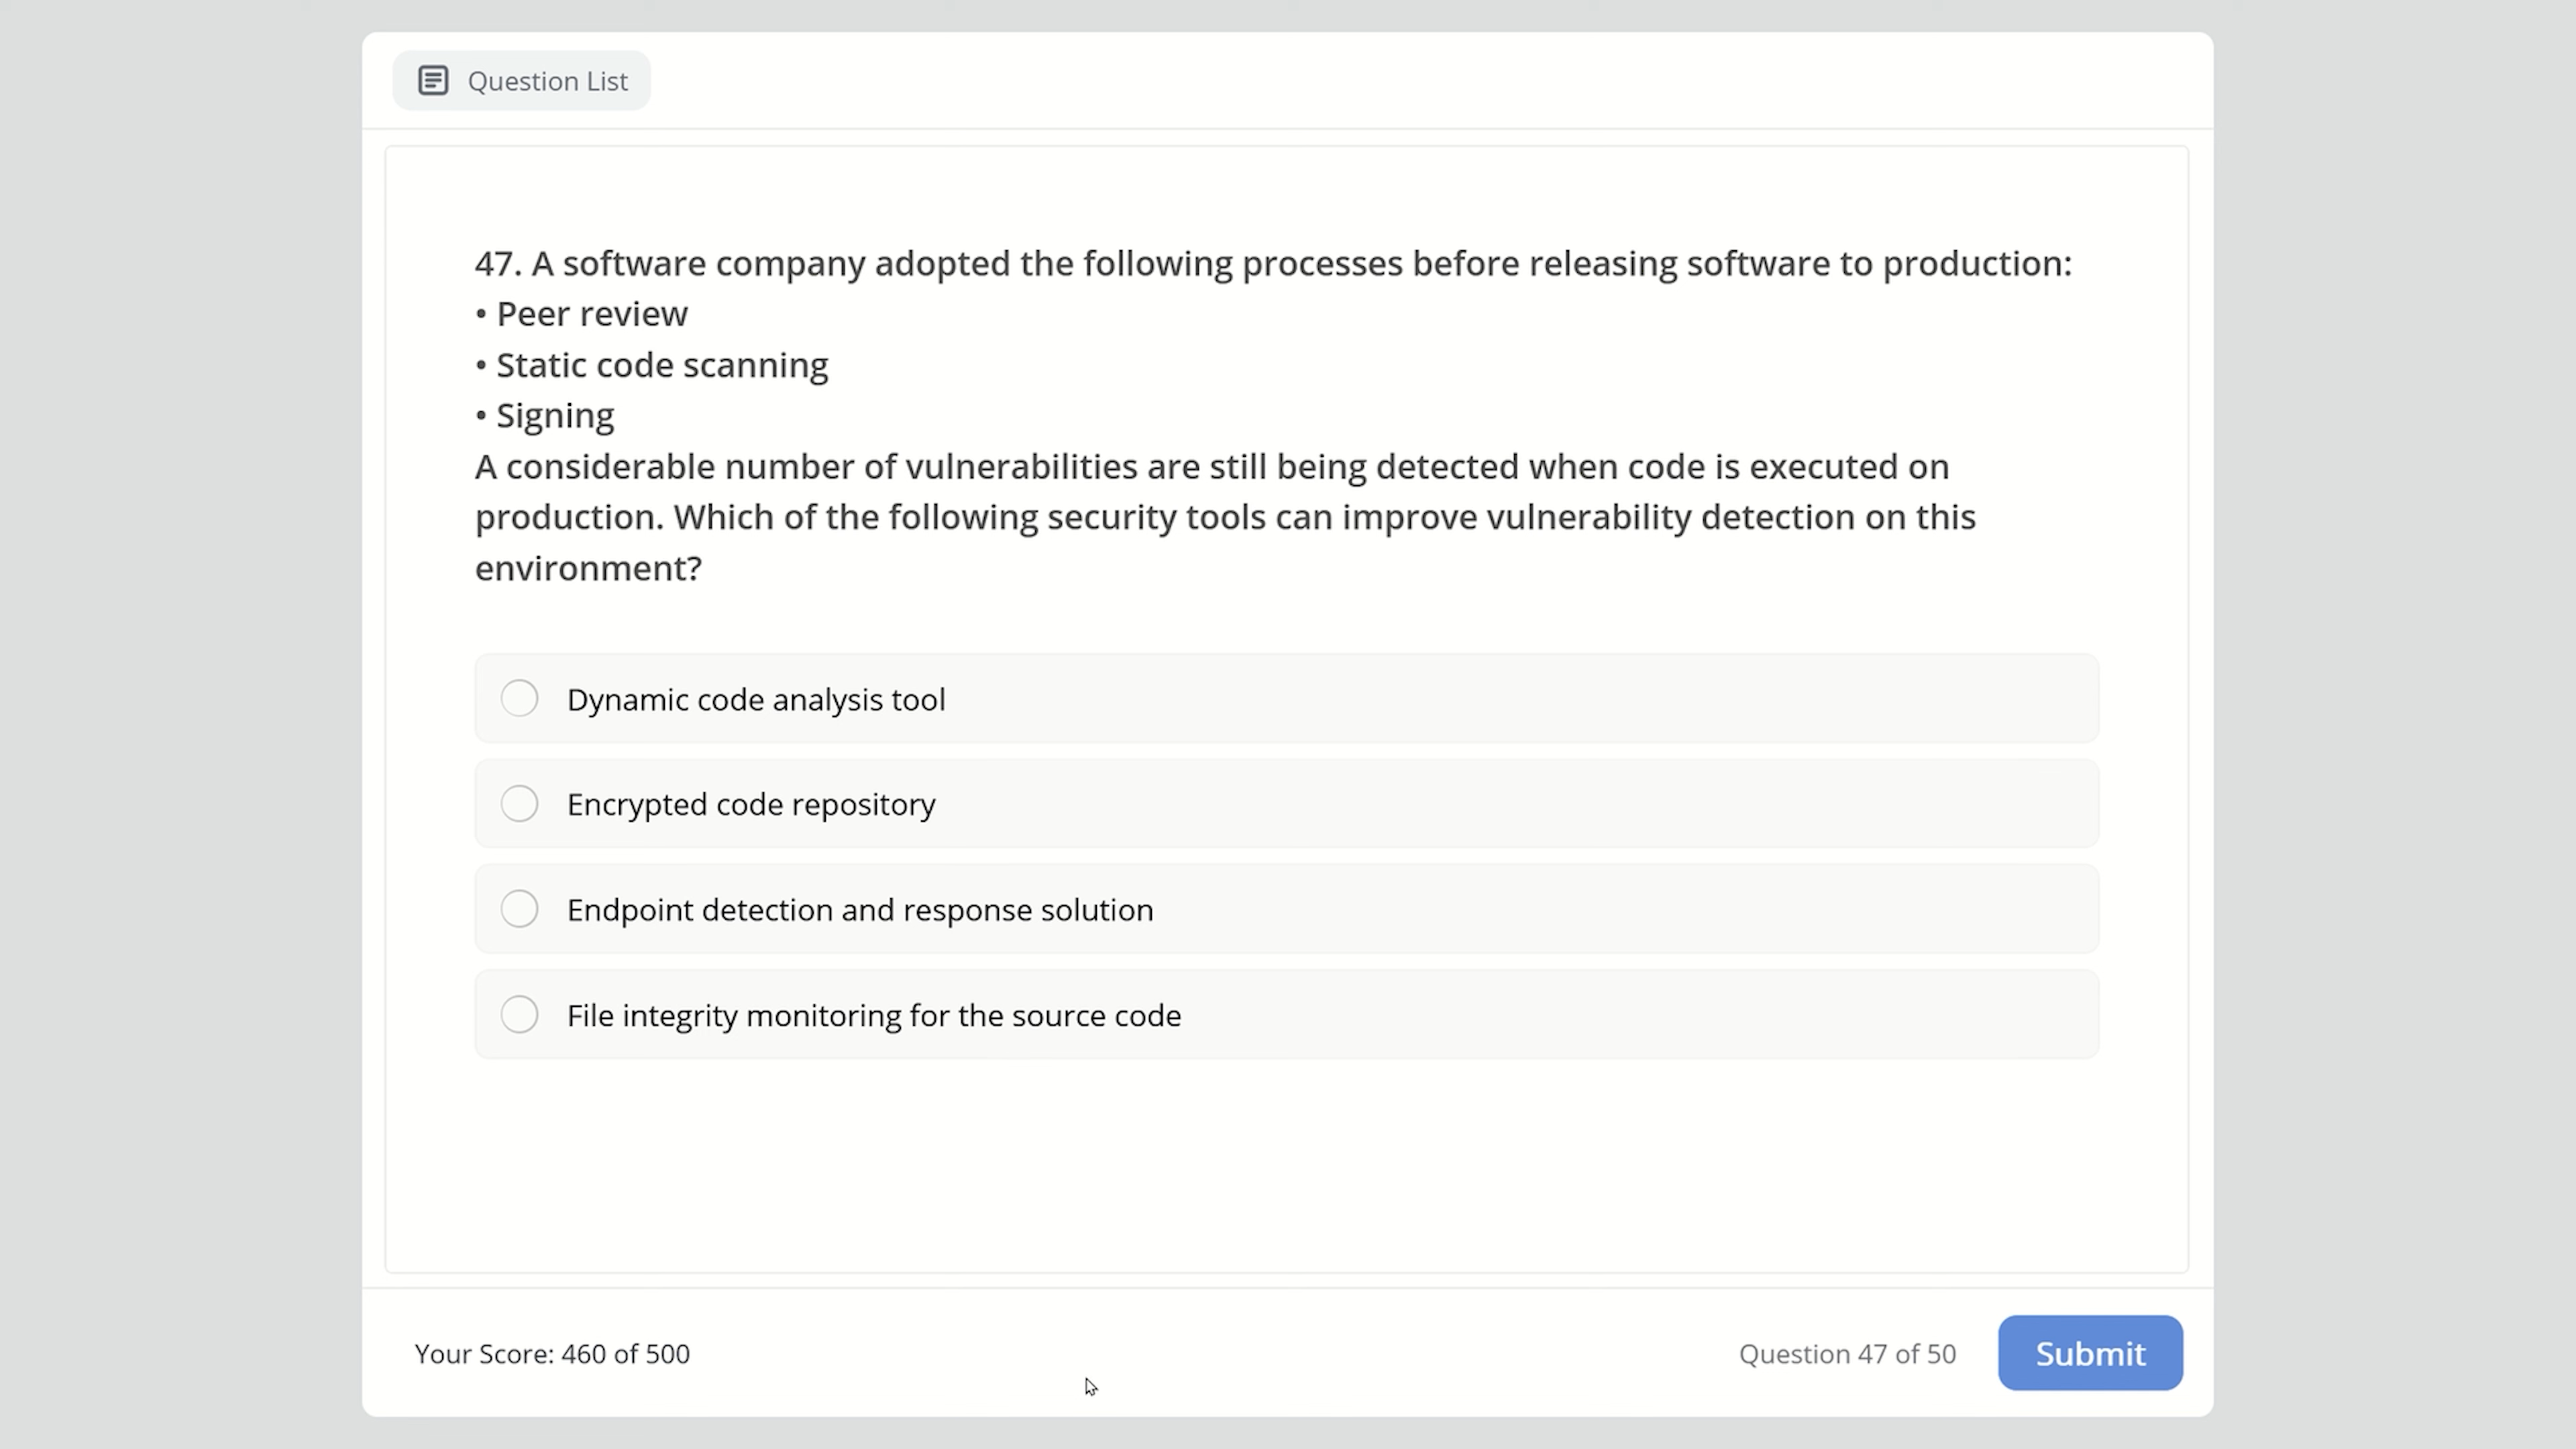 Question List
47. A software company adopted the following processes before releasing software to production:
• Peer review
• Static code scanning
• Signing
A considerable number of vulnerabilities are still being detected when code is executed on
production. Which of the following security tools can improve vulnerability detection on this
environment?
Dynamic code analysis tool
Encrypted code repository
Endpoint detection and response solution
File integrity monitoring for the source code
Your Score: 460 of 500
Question 47 of 50
Submit